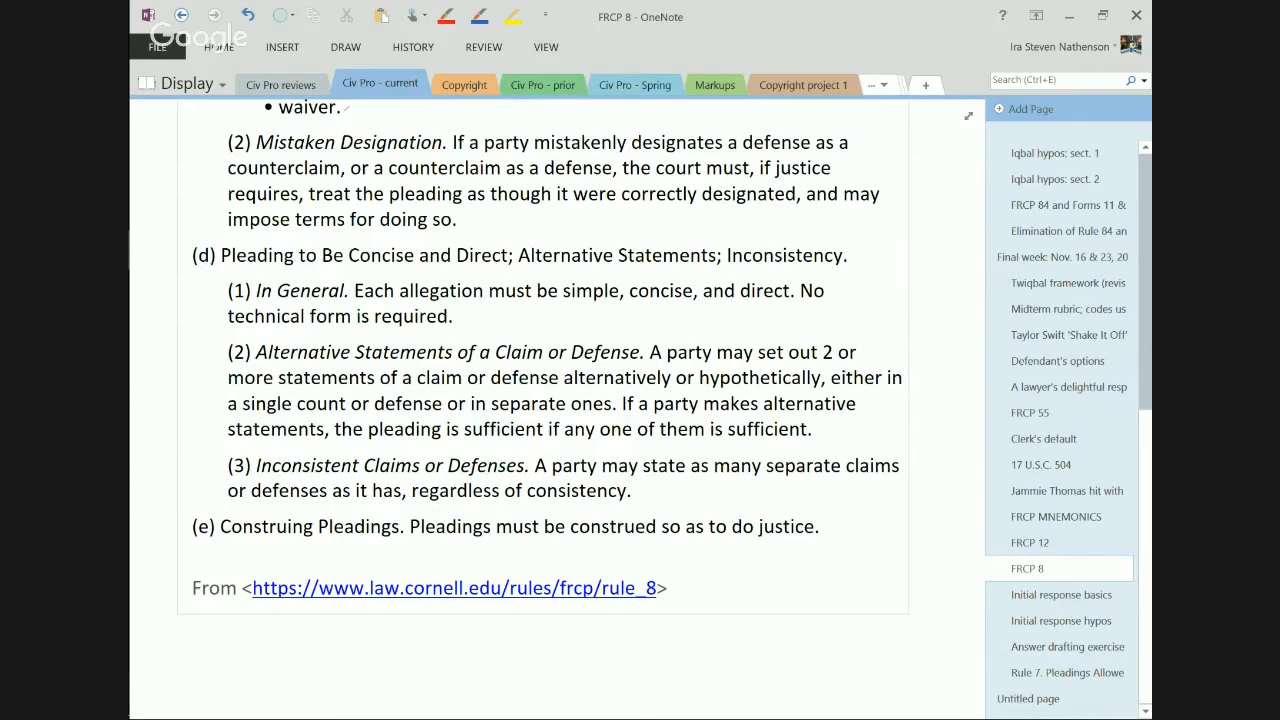 FRCP 8 - OneNote
?
Google
FILE HOME INSERT DRAW HISTORY REVIEW VIEW
Ira Steven Nathenson
Display
Civ Pro reviews
Civ Pro - current
Copyright
Civ Pro - prior
Civ Pro - Spring
Markups
Copyright project 1
...
+
Search (Ctrl+E)
• waiver.
(2) Mistaken Designation. If a party mistakenly designates a defense as a
counterclaim, or a counterclaim as a defense, the court must, if justice
requires, treat the pleading as though it were correctly designated, and may
impose terms for doing so.
(d) Pleading to Be Concise and Direct; Alternative Statements; Inconsistency.
(1) In General. Each allegation must be simple, concise, and direct. No
technical form is required.
(2) Alternative Statements of a Claim or Defense. A party may set out 2 or
more statements of a claim or defense alternatively or hypothetically, either in
a single count or defense or in separate ones. If a party makes alternative
statements, the pleading is sufficient if any one of them is sufficient.
(3) Inconsistent Claims or Defenses. A party may state as many separate claims
or defenses as it has, regardless of consistency.
(e) Construing Pleadings. Pleadings must be construed so as to do justice.
From <https://www.law.cornell.edu/rules/frcp/rule_8>
Add Page
Iqbal hypos: sect. 1
Iqbal hypos: sect. 2
FRCP 84 and Forms 11 &
Elimination of Rule 84 an
Final week: Nov. 16 & 23, 20
Twiqbal framework (revis
Midterm rubric; codes us
Taylor Swift 'Shake It Off'
Defendant's options
A lawyer's delightful resp
FRCP 55
Clerk's default
17 U.S.C. 504
Jammie Thomas hit with
FRCP MNEMONICS
FRCP 12
FRCP 8
Initial response basics
Initial response hypos
Answer drafting exercise
Rule 7. Pleadings Allowe
Untitled page